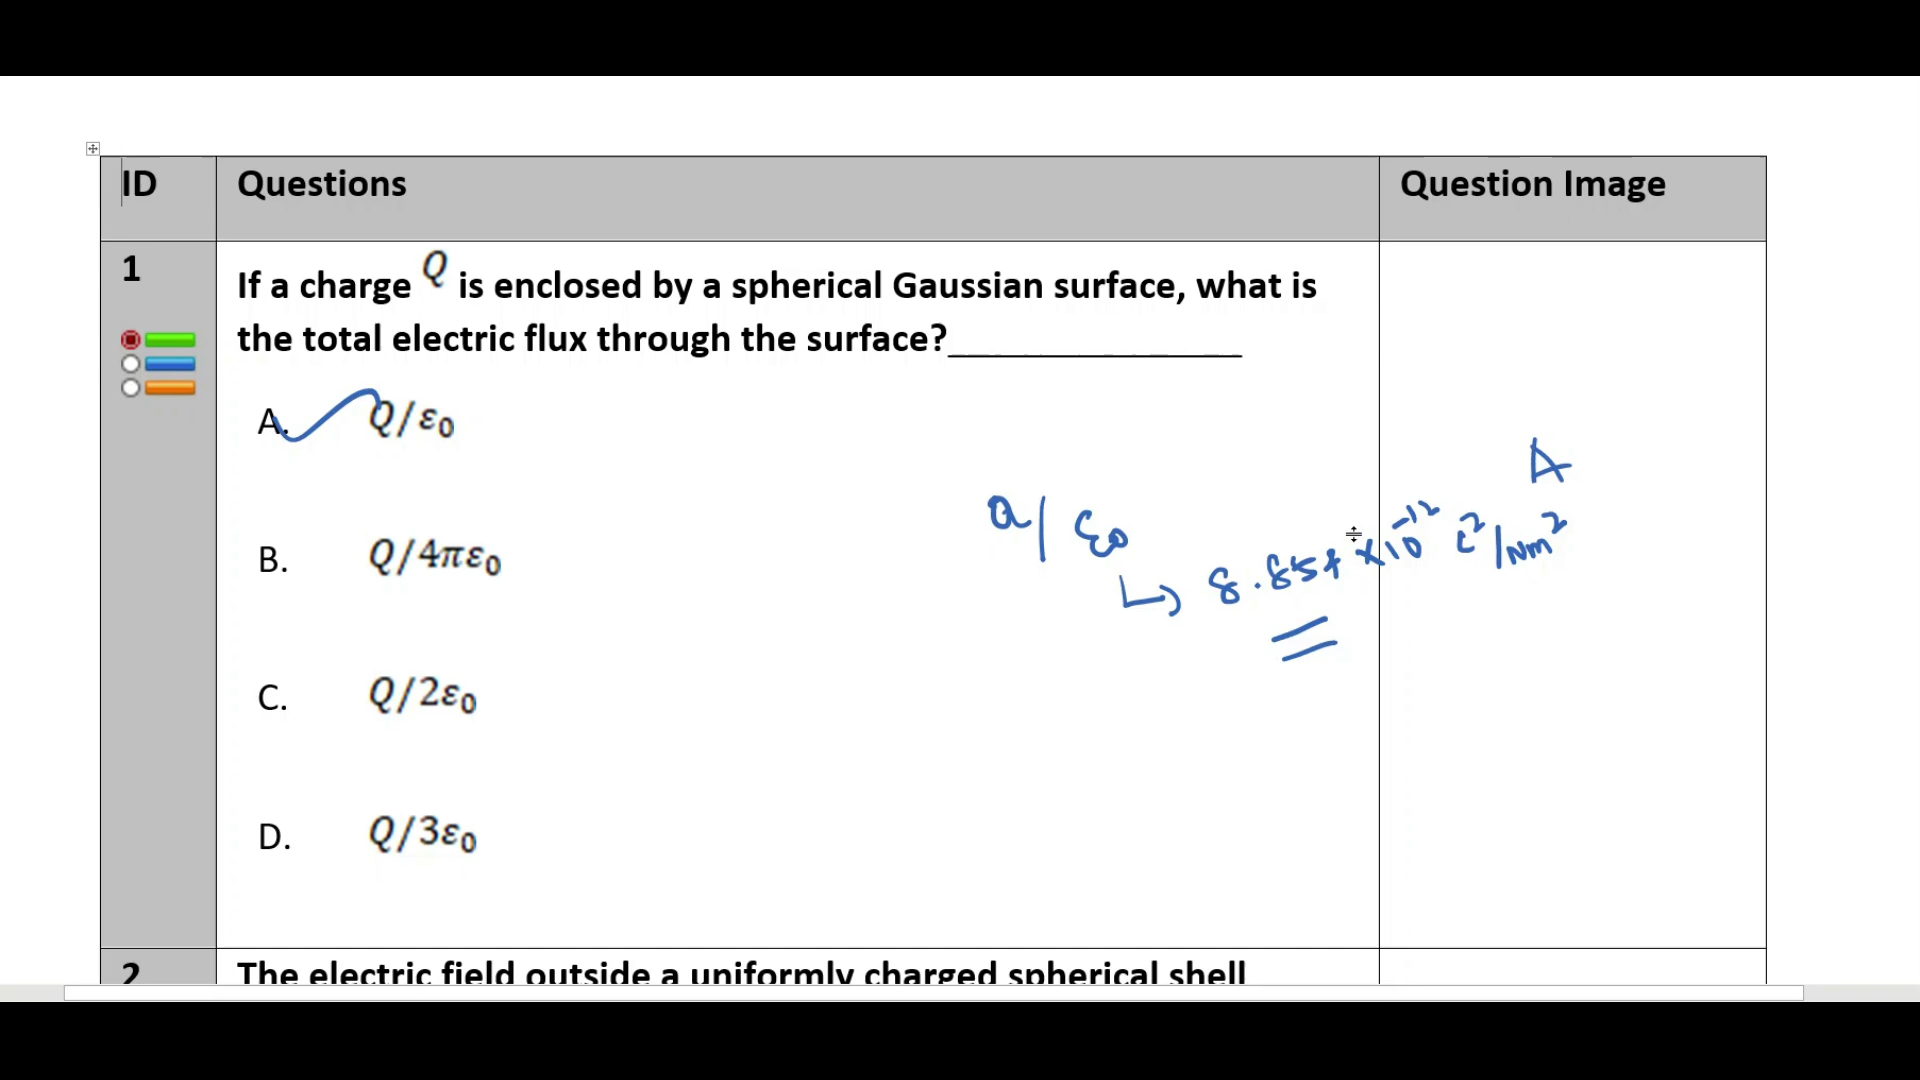 ID Questions Question Image
1 If a charge Q is enclosed by a spherical Gaussian surface, what is
the total electric flux through the surface?______________
A. Q/ε₀
A
Q/ε₀
↳ 8.854 ×10⁻¹² C²/Nm²
B. Q/4πε₀
C. Q/2ε₀
D. Q/3ε₀
2 The electric field outside a uniformly charged spherical shell